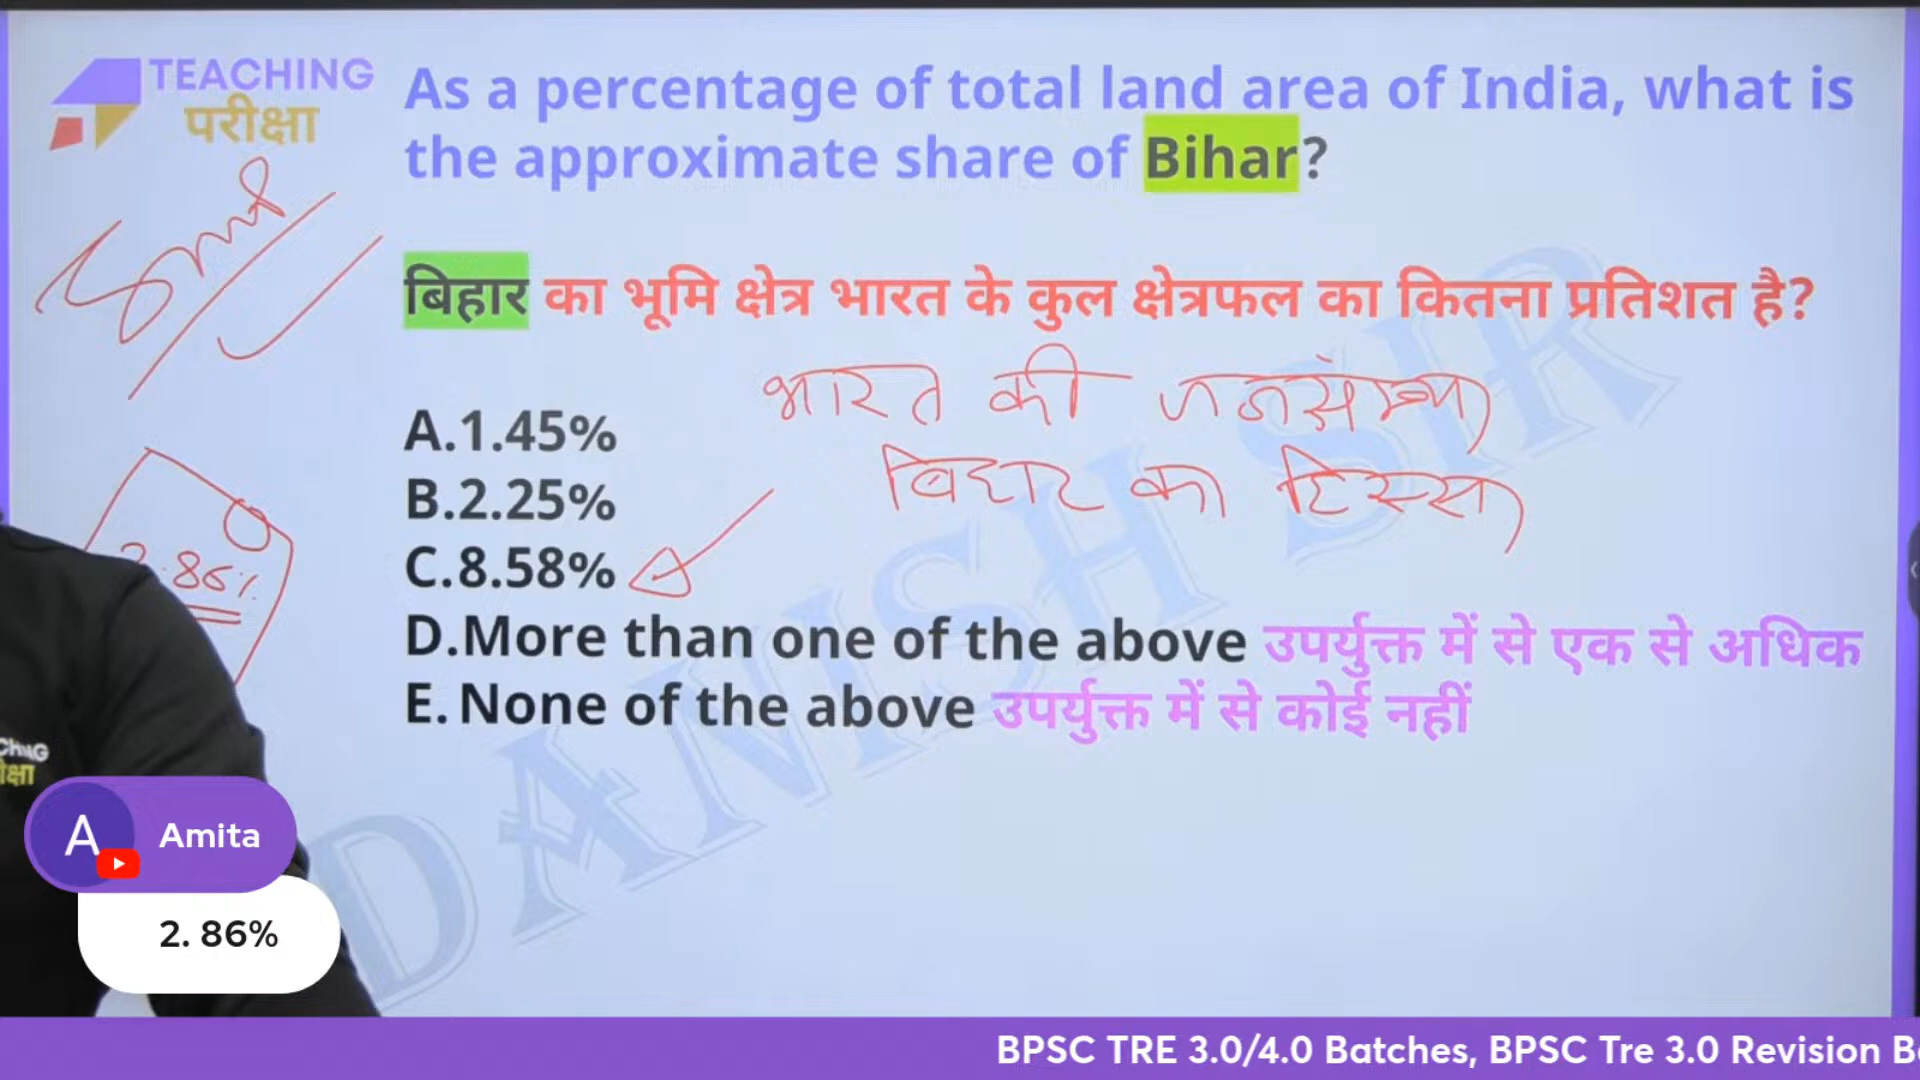 TEACHING
परीक्षा
As a percentage of total land area of India, what is
the approximate share of Bihar?
बिहार का भूमि क्षेत्र भारत के कुल क्षेत्रफल का कितना प्रतिशत है?
भारत की जनसंख्या
बिहार का हिस्सा
A.1.45%
B.2.25%
C.8.58%
D.More than one of the above उपर्युक्त में से एक से अधिक
E. None of the above उपर्युक्त में से कोई नहीं
.86%
DANISH SIR
A Amita
2. 86%
BPSC TRE 3.0/4.0 Batches, BPSC Tre 3.0 Revision